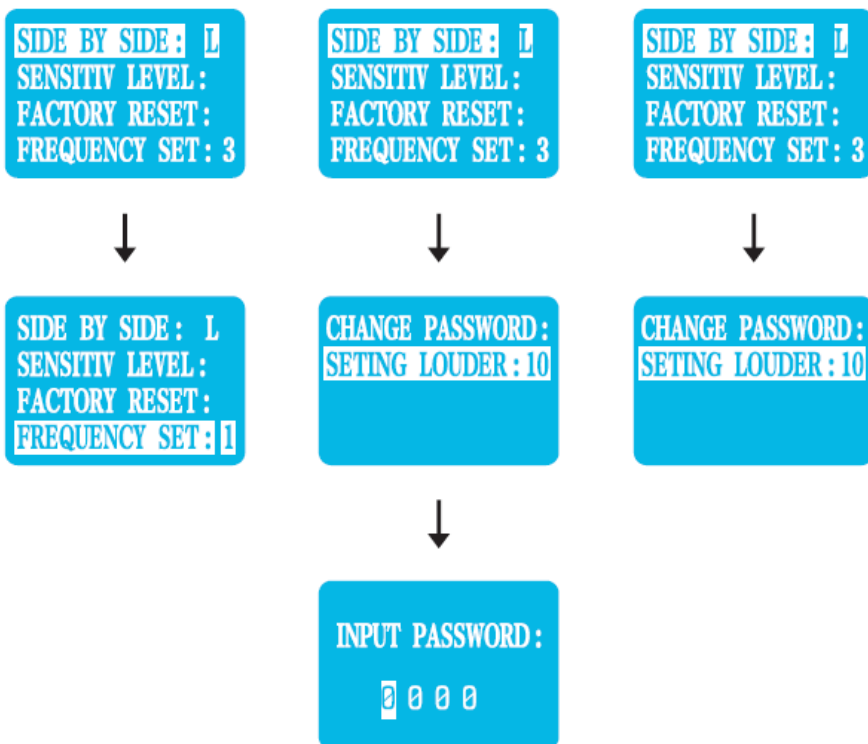 SIDE BY SIDE: L
SENSITIV LEVEL:
FACTORY RESET:
FREQUENCY SET: 3
SIDE BY SIDE: L
SENSITIV LEVEL:
FACTORY RESET:
FREQUENCY SET: 3
SIDE BY SIDE: L
SENSITIV LEVEL:
FACTORY RESET:
FREQUENCY SET: 3
SIDE BY SIDE: L
SENSITIV LEVEL:
FACTORY RESET:
FREQUENCY SET: 1
CHANGE PASSWORD:
SETING LOUDER:10
CHANGE PASSWORD:
SETING LOUDER:10
INPUT PASSWORD:
0 0 0 0